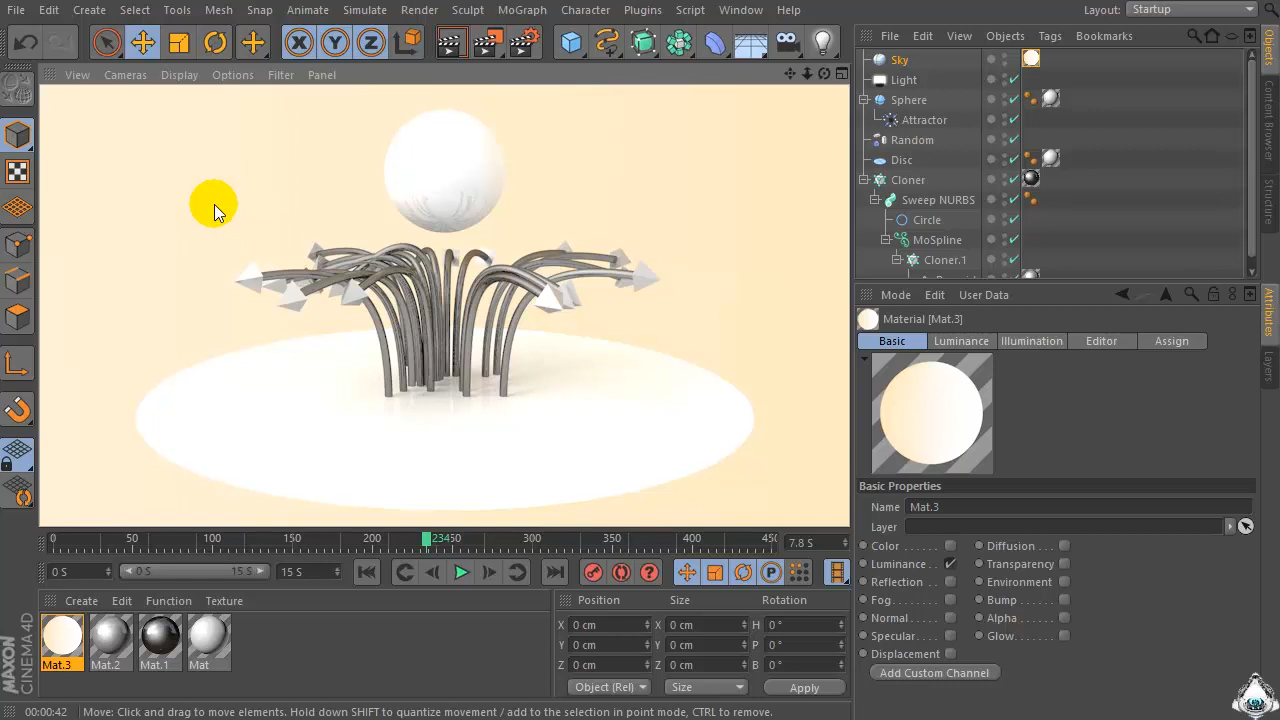 File Edit Create Select Tools Mesh Snap Animate Simulate Render Sculpt MoGraph Character Plugins Script Window Help Layout: Startup
View Cameras Display Options Filter Panel
File Edit View Objects Tags Bookmarks
Sky
Light
Sphere
Attractor
Random
Disc
Cloner
Sweep NURBS
Circle
MoSpline
Cloner.1
Objects
Content Browser
Structure
Mode Edit User Data
Material [Mat.3]
Basic Luminance Illumination Editor Assign
Attributes
Layers
Basic Properties
Name Mat.3
Layer
Color Diffusion
Luminance Transparency
Reflection Environment
Fog Bump
Normal Alpha
Specular Glow
Displacement
Add Custom Channel
0 50 100 150 200 23450 300 350 400 450 7.8 S
0 S 0 S 15 S 15 S
Create Edit Function Texture
Mat.3 Mat.2 Mat.1 Mat
Position Size Rotation
X 0 cm X 0 cm H 0 °
Y 0 cm Y 0 cm P 0 °
Z 0 cm Z 0 cm B 0 °
Object (Rel) Size Apply
MAXON
CINEMA 4D
00:00:42 Move: Click and drag to move elements. Hold down SHIFT to quantize movement / add to the selection in point mode, CTRL to remove.